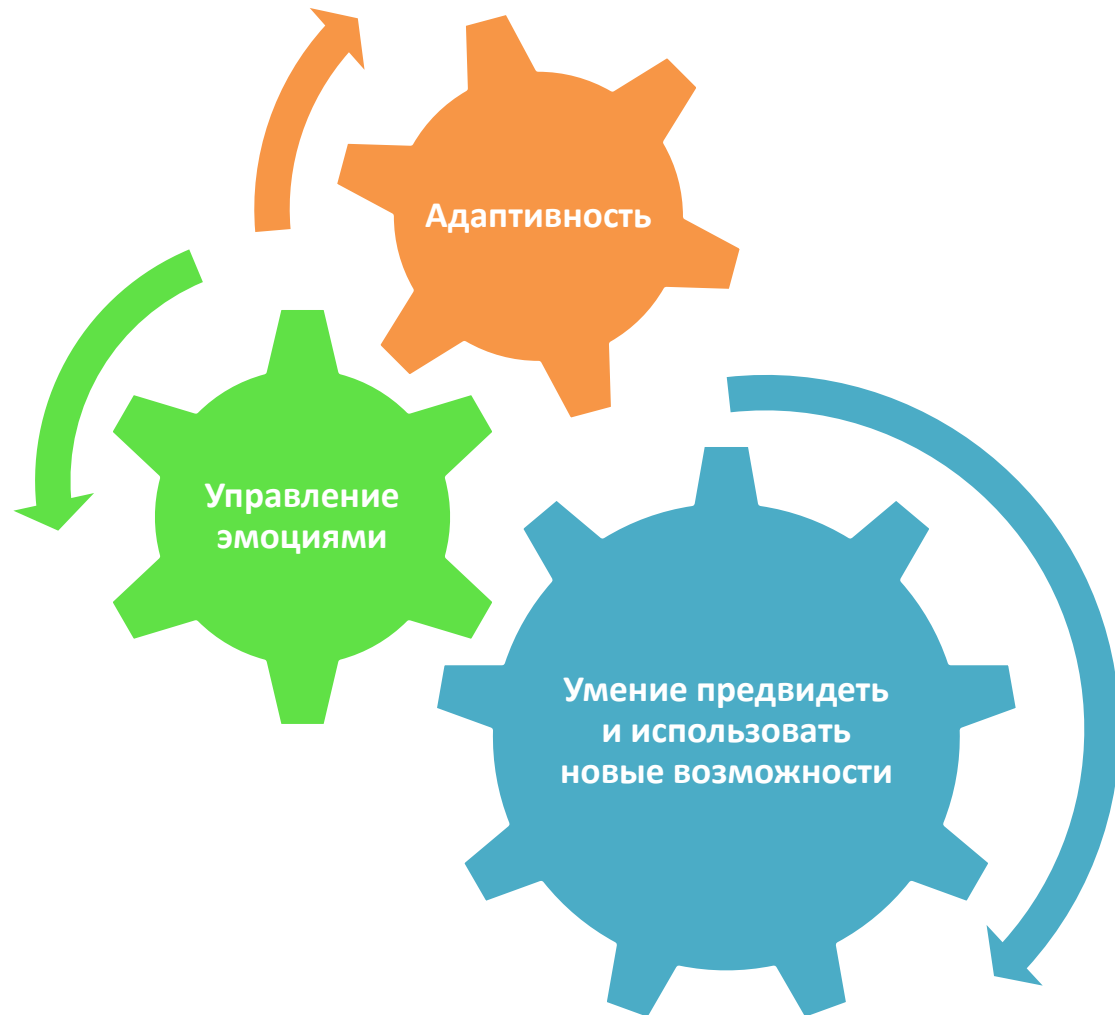 Адаптивность
Управление
эмоциями
Умение предвидеть
и использовать
новые возможности